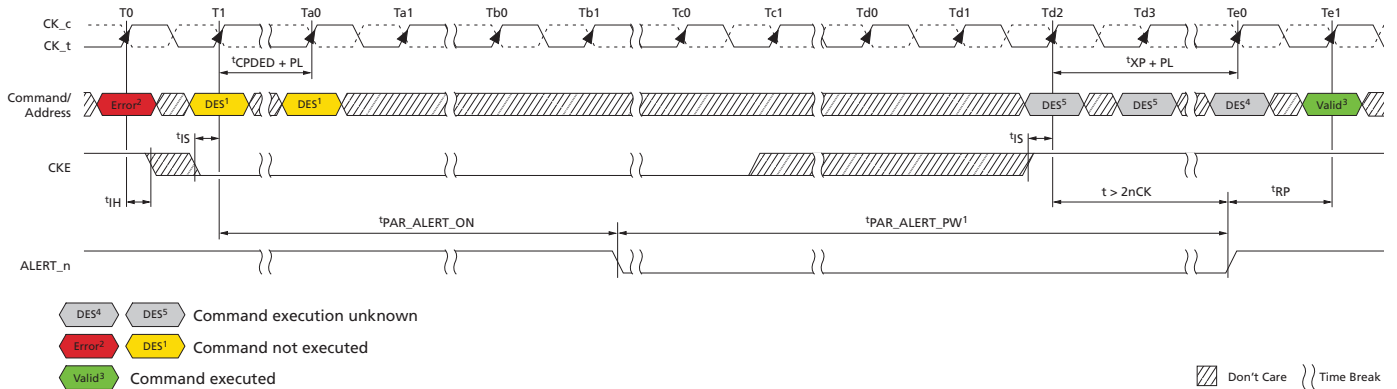 T0 T1 Ta0 Ta1 Tb0 Tb1 Tc0 Tc1 Td0 Td1 Td2 Td3 Te0 Te1
CK_c
CK_t
tCPDED + PL
tXP + PL
Command/
Address
Error2 DES1 DES1 DES5 DES5 DES4 Valid3
tIS tIS
CKE
tIH
t > 2nCK tRP
tPAR_ALERT_ON tPAR_ALERT_PW1
ALERT_n
DES4 DES5 Command execution unknown
Error2 DES1 Command not executed
Valid3 Command executed
Don't Care Time Break